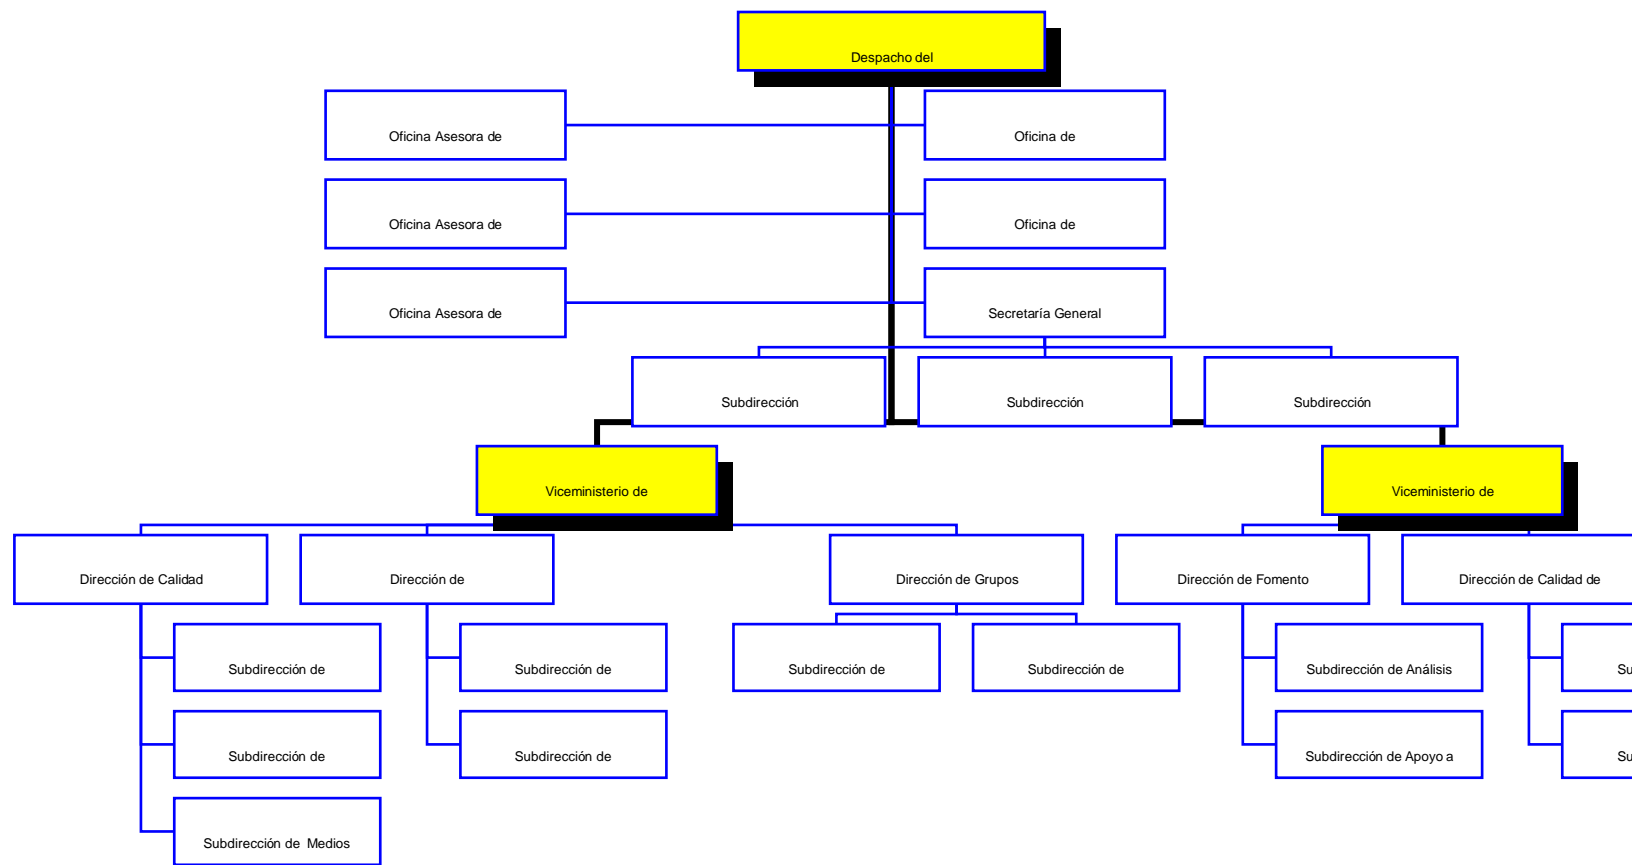 Despacho del
Oficina Asesora de
Oficina de
Oficina Asesora de
Oficina de
Oficina Asesora de
Secretaría General
Subdirección
Subdirección
Subdirección
Viceministerio de
Viceministerio de
Dirección de Calidad
Dirección de
Dirección de Grupos
Dirección de Fomento
Dirección de Calidad de
Subdirección de
Subdirección de
Subdirección de
Subdirección de
Subdirección de Análisis
Su
Subdirección de
Subdirección de
Subdirección de Apoyo a
Su
Subdirección de Medios